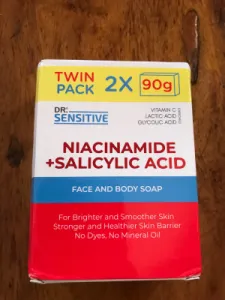 TWIN PACK 2X 90g
DR. SENSITIVE
VITAMIN C
LACTIC ACID
GLYCOLIC ACID
NIACINAMIDE
+SALICYLIC ACID
FACE AND BODY SOAP
For Brighter and Smoother Skin
Stronger and Healthier Skin Barrier
No Dyes, No Mineral Oil